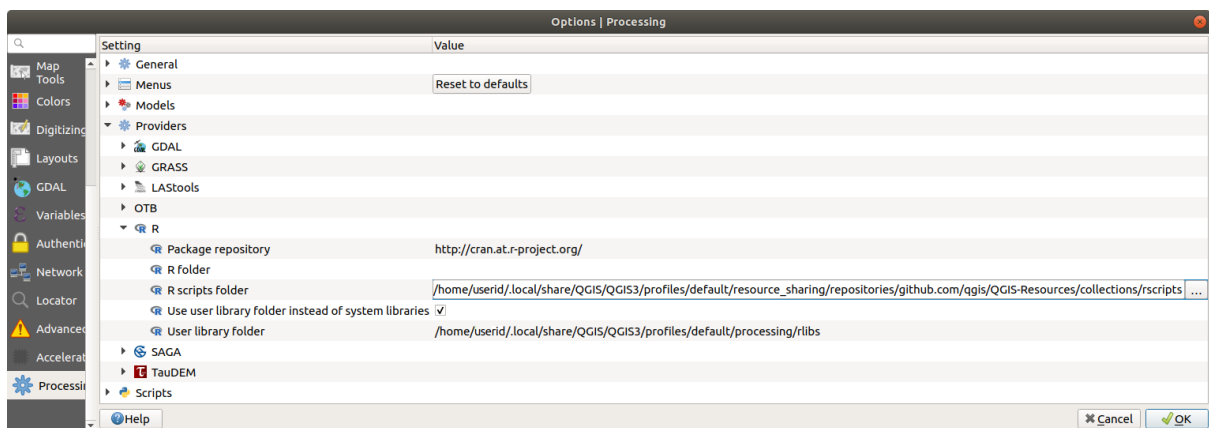 Options | Processing
Setting Value
Map Tools
Colors
Digitizing
Layouts
GDAL
Variables
Authenti
Network
Locator
Advanced
Accelerat
Processi
General
Menus Reset to defaults
Models
Providers
GDAL
GRASS
LAStools
OTB
R
Package repository http://cran.at.r-project.org/
R folder
R scripts folder /home/userid/.local/share/QGIS/QGIS3/profiles/default/resource_sharing/repositories/github.com/qgis/QGIS-Resources/collections/rscripts ...
Use user library folder instead of system libraries
User library folder /home/userid/.local/share/QGIS/QGIS3/profiles/default/processing/rlibs
SAGA
TauDEM
Scripts
Help Cancel OK